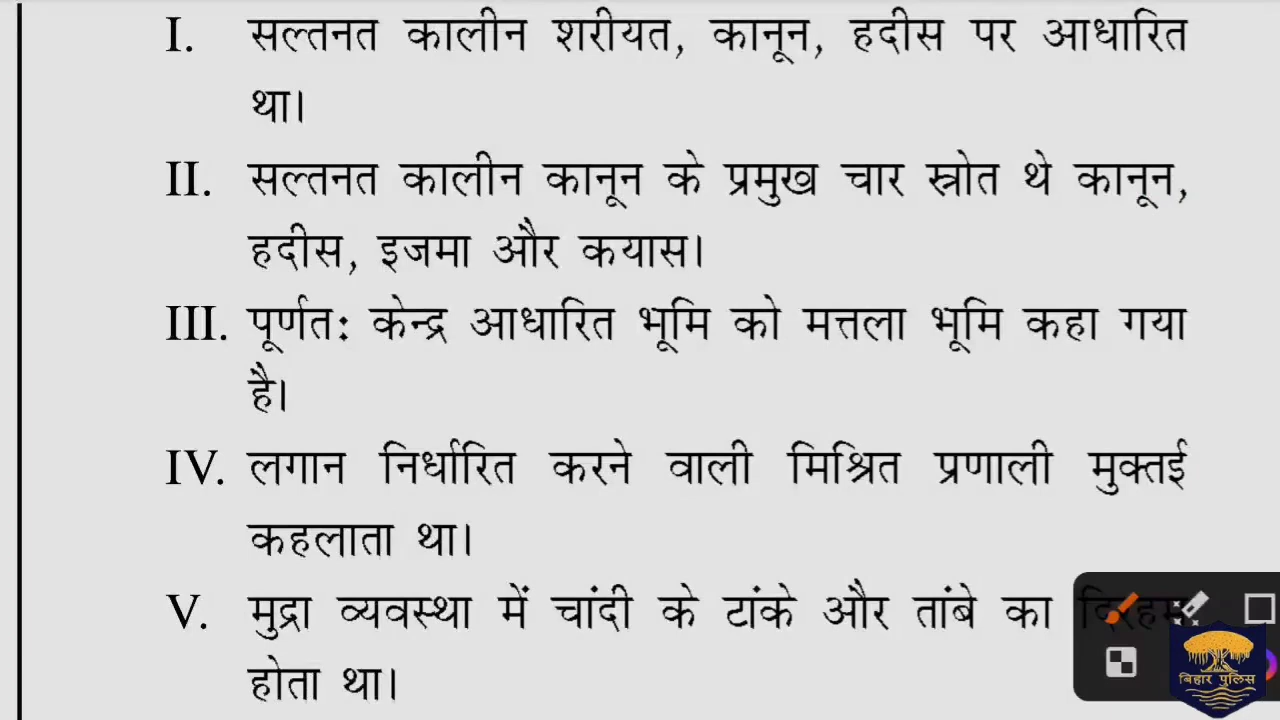 I. सल्तनत कालीन शरीयत, कानून, हदीस पर आधारित
था।
II. सल्तनत कालीन कानून के प्रमुख चार स्रोत थे कानून,
हदीस, इजमा और कयास।
III. पूर्णतः केन्द्र आधारित भूमि को मत्तला भूमि कहा गया
है।
IV. लगान निर्धारित करने वाली मिश्रित प्रणाली मुक्तई
कहलाता था।
V. मुद्रा व्यवस्था में चांदी के टांके और तांबे का दिरहम
होता था।
बिहार पुलिस